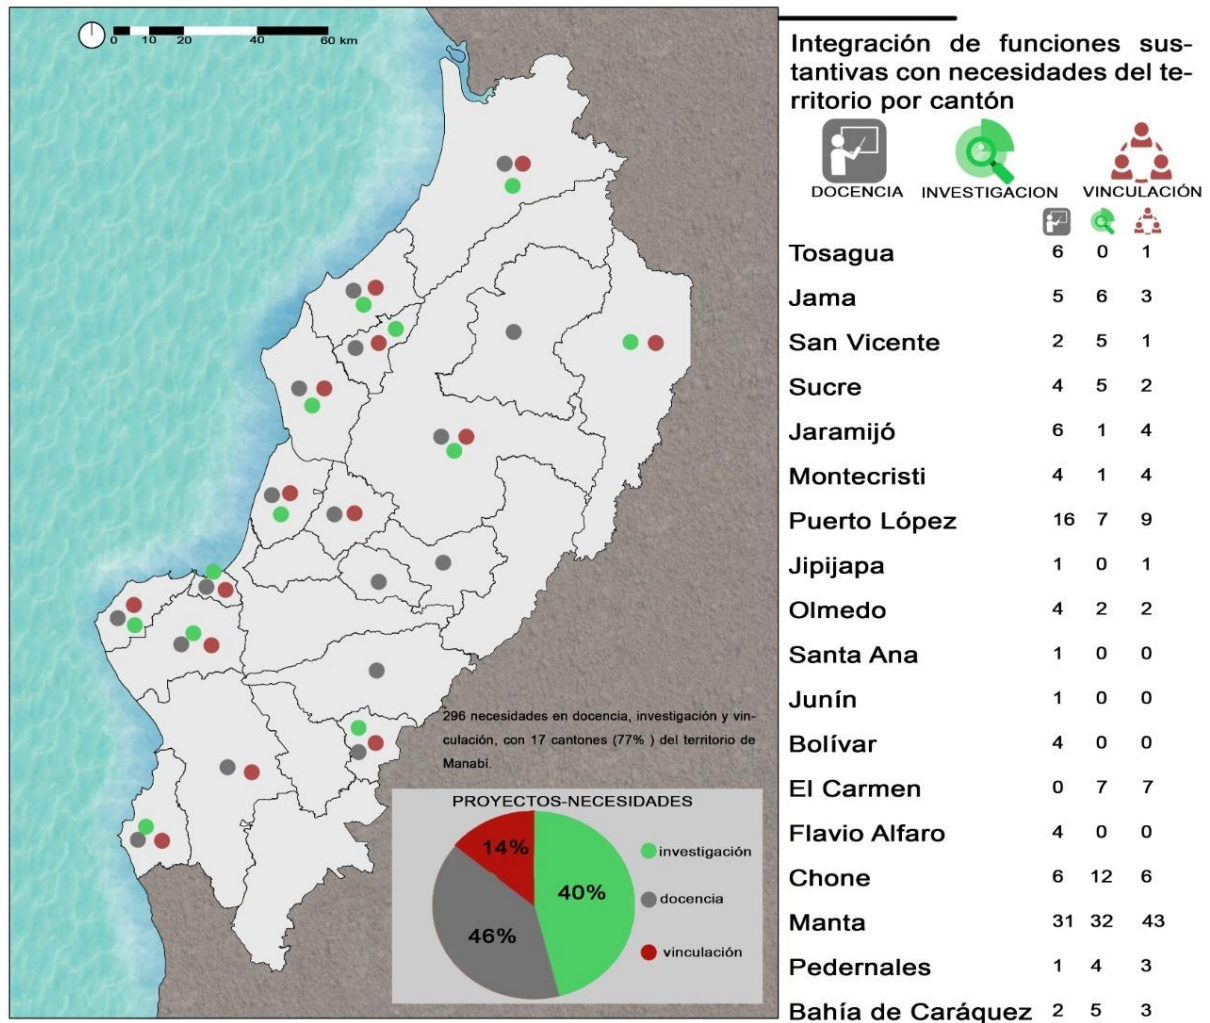 0 10 20 40 60 km
296 necesidades en docencia, investigación y vin-
culación, con 17 cantones (77% ) del territorio de
Manabí.
PROYECTOS-NECESIDADES
14%
40%
46%
investigación
docencia
vinculación
Integración de funciones sus-
tantivas con necesidades del te-
rritorio por cantón
DOCENCIA INVESTIGACION VINCULACIÓN
Tosagua 6 0 1
Jama 5 6 3
San Vicente 2 5 1
Sucre 4 5 2
Jaramijó 6 1 4
Montecristi 4 1 4
Puerto López 16 7 9
Jipijapa 1 0 1
Olmedo 4 2 2
Santa Ana 1 0 0
Junín 1 0 0
Bolívar 4 0 0
El Carmen 0 7 7
Flavio Alfaro 4 0 0
Chone 6 12 6
Manta 31 32 43
Pedernales 1 4 3
Bahía de Caráquez 2 5 3